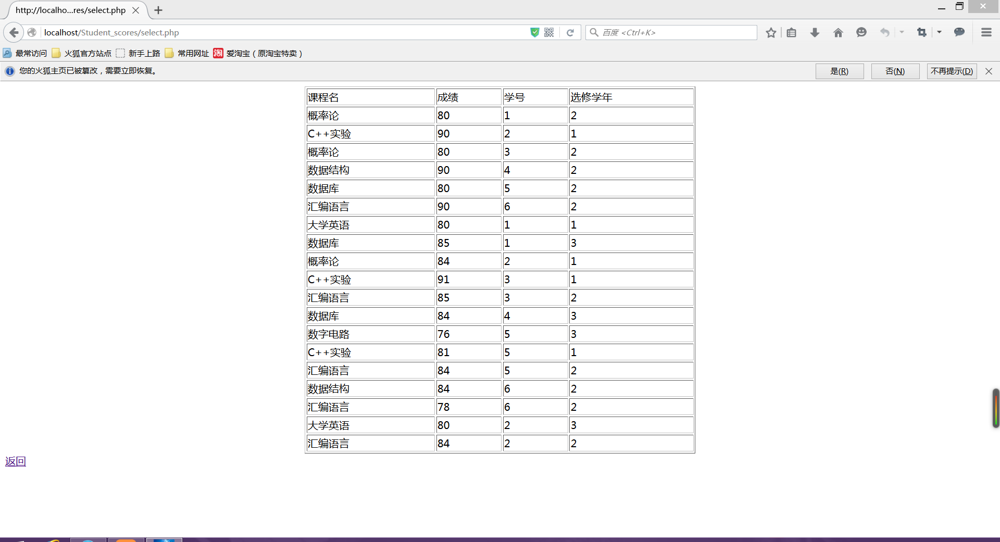 http://localho...res/select.php
localhost/Student_scores/select.php
百度 <Ctrl+K>
最常访问 火狐官方站点 新手上路 常用网址 淘 爱淘宝（原淘宝特卖）
您的火狐主页已被篡改，需要立即恢复。 是(R) 否(N) 不再提示(D)
课程名 成绩 学号 选修学年
概率论 80 1 2
C++实验 90 2 1
概率论 80 3 2
数据结构 90 4 2
数据库 80 5 2
汇编语言 90 6 2
大学英语 80 1 1
数据库 85 1 3
概率论 84 2 1
C++实验 91 3 1
汇编语言 85 3 2
数据库 84 4 3
数字电路 76 5 3
C++实验 81 5 1
汇编语言 84 5 2
数据结构 84 6 2
汇编语言 78 6 2
大学英语 80 2 3
汇编语言 84 2 2
返回